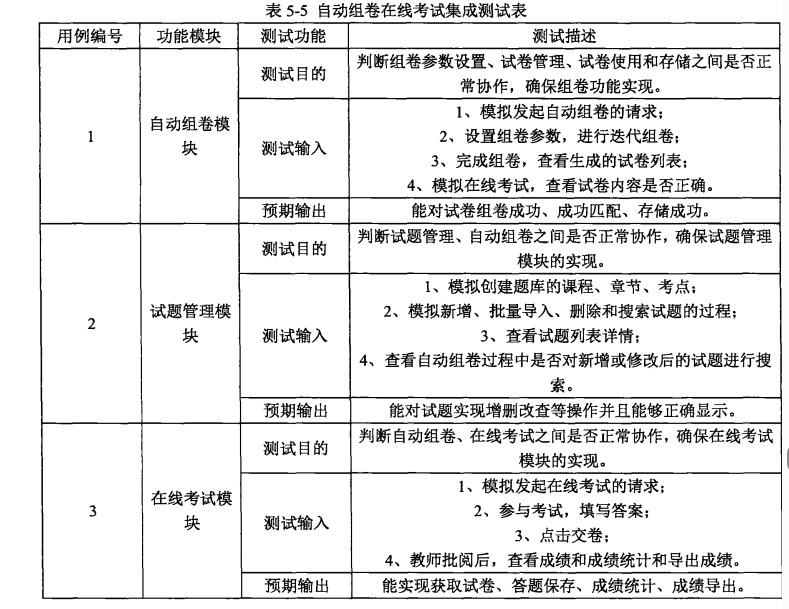 表 5-5 自动组卷在线考试集成测试表
用例编号 功能模块 测试功能 测试描述
1
自动组卷模
块
测试目的
判断组卷参数设置、试卷管理、试卷使用和存储之间是否正
常协作，确保组卷功能实现。
测试输入
1、模拟发起自动组卷的请求；
2、设置组卷参数，进行迭代组卷；
3、完成组卷，查看生成的试卷列表；
4、模拟在线考试，查看试卷内容是否正确。
预期输出 能对试卷组卷成功、成功匹配、存储成功。
2
试题管理模
块
测试目的
判断试题管理、自动组卷之间是否正常协作，确保试题管理
模块的实现。
测试输入
1、模拟创建题库的课程、章节、考点；
2、模拟新增、批量导入、删除和搜索试题的过程；
3、查看试题列表详情；
4、查看自动组卷过程中是否对新增或修改后的试题进行搜
索。
预期输出 能对试题实现增删改查等操作并且能够正确显示。
3
在线考试模
块
测试目的
判断自动组卷、在线考试之间是否正常协作，确保在线考试
模块的实现。
测试输入
1、模拟发起在线考试的请求；
2、参与考试，填写答案；
3、点击交卷；
4、教师批阅后，查看成绩和成绩统计和导出成绩。
预期输出 能实现获取试卷、答题保存、成绩统计、成绩导出。